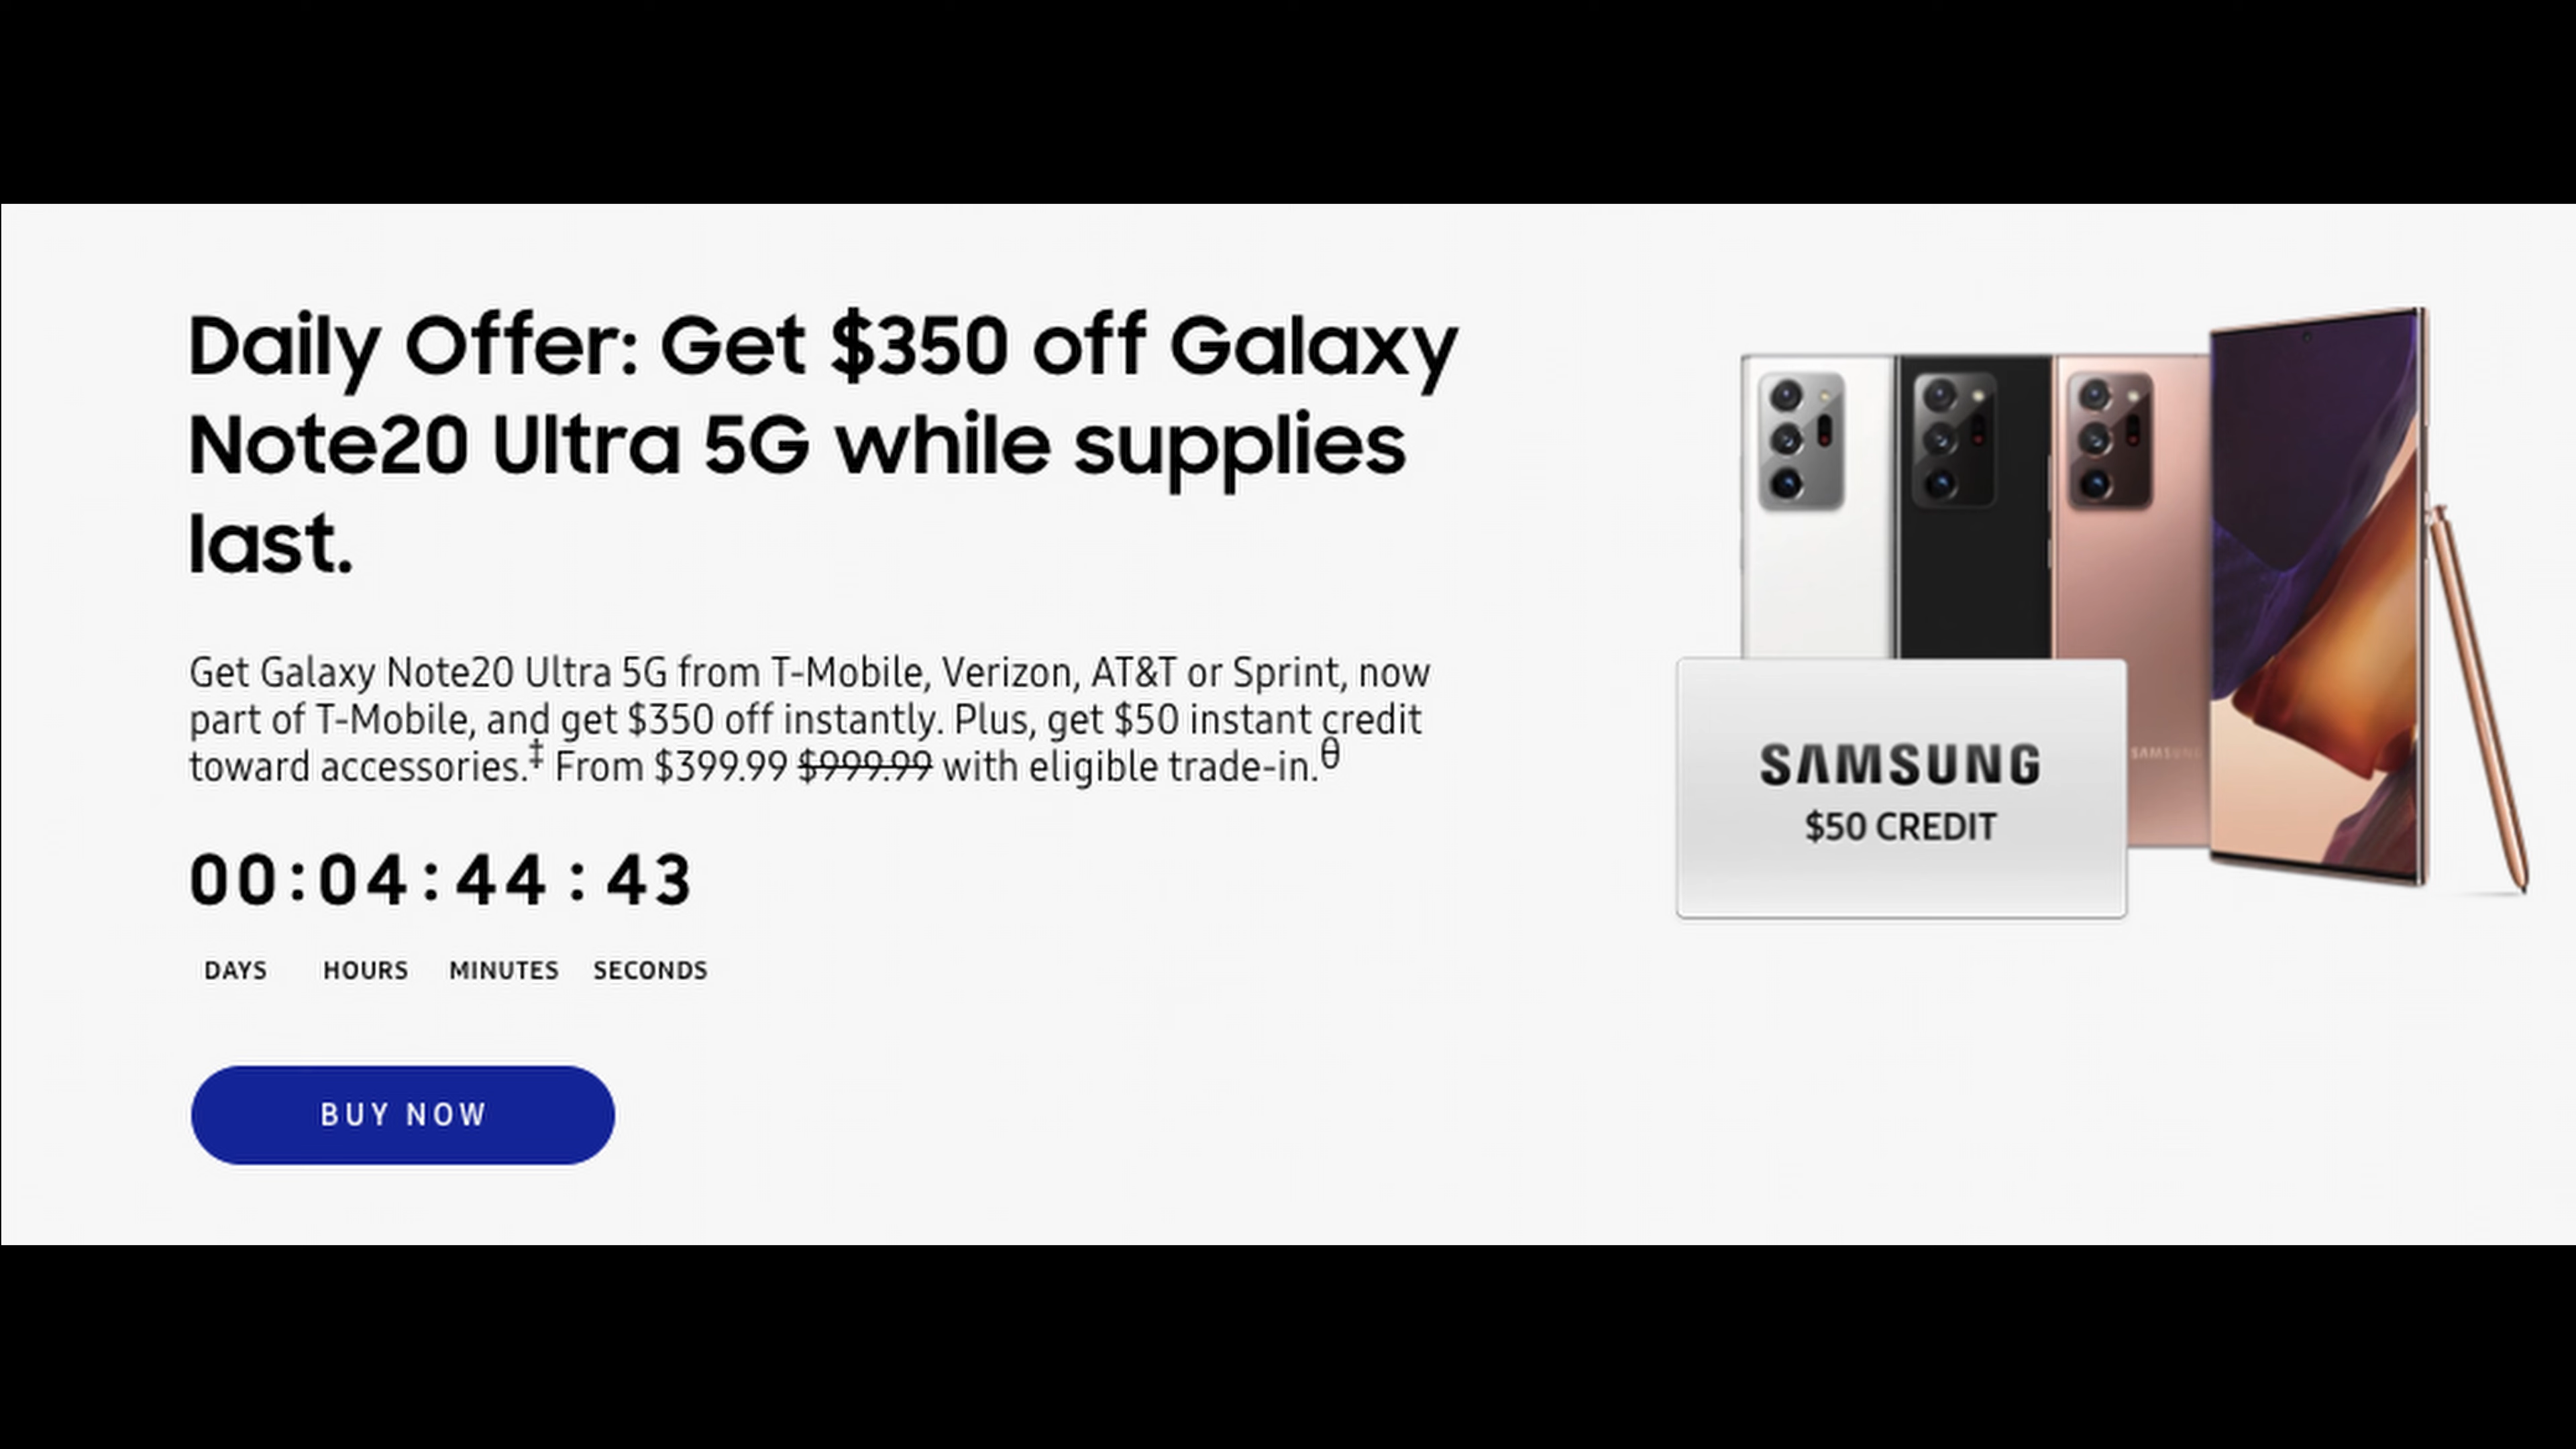 Daily Offer: Get $350 off Galaxy
Note20 Ultra 5G while supplies
last.
Get Galaxy Note20 Ultra 5G from T-Mobile, Verizon, AT&T or Sprint, now
part of T-Mobile, and get $350 off instantly. Plus, get $50 instant credit
toward accessories.‡ From $399.99 $999.99 with eligible trade-in.θ
00:04:44:43
DAYS HOURS MINUTES SECONDS
BUY NOW
SAMSUNG
SAMSUNG
$50 CREDIT